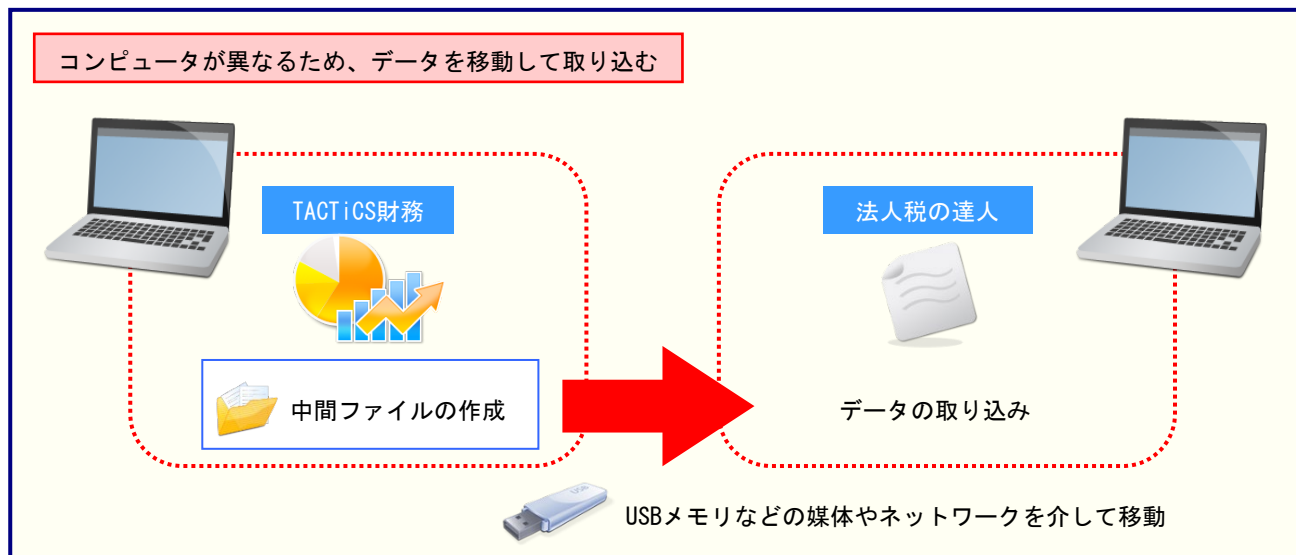 コンピュータが異なるため、データを移動して取り込む
TACTiCS財務
法人税の達人
中間ファイルの作成
データの取り込み
USB
USBメモリなどの媒体やネットワークを介して移動